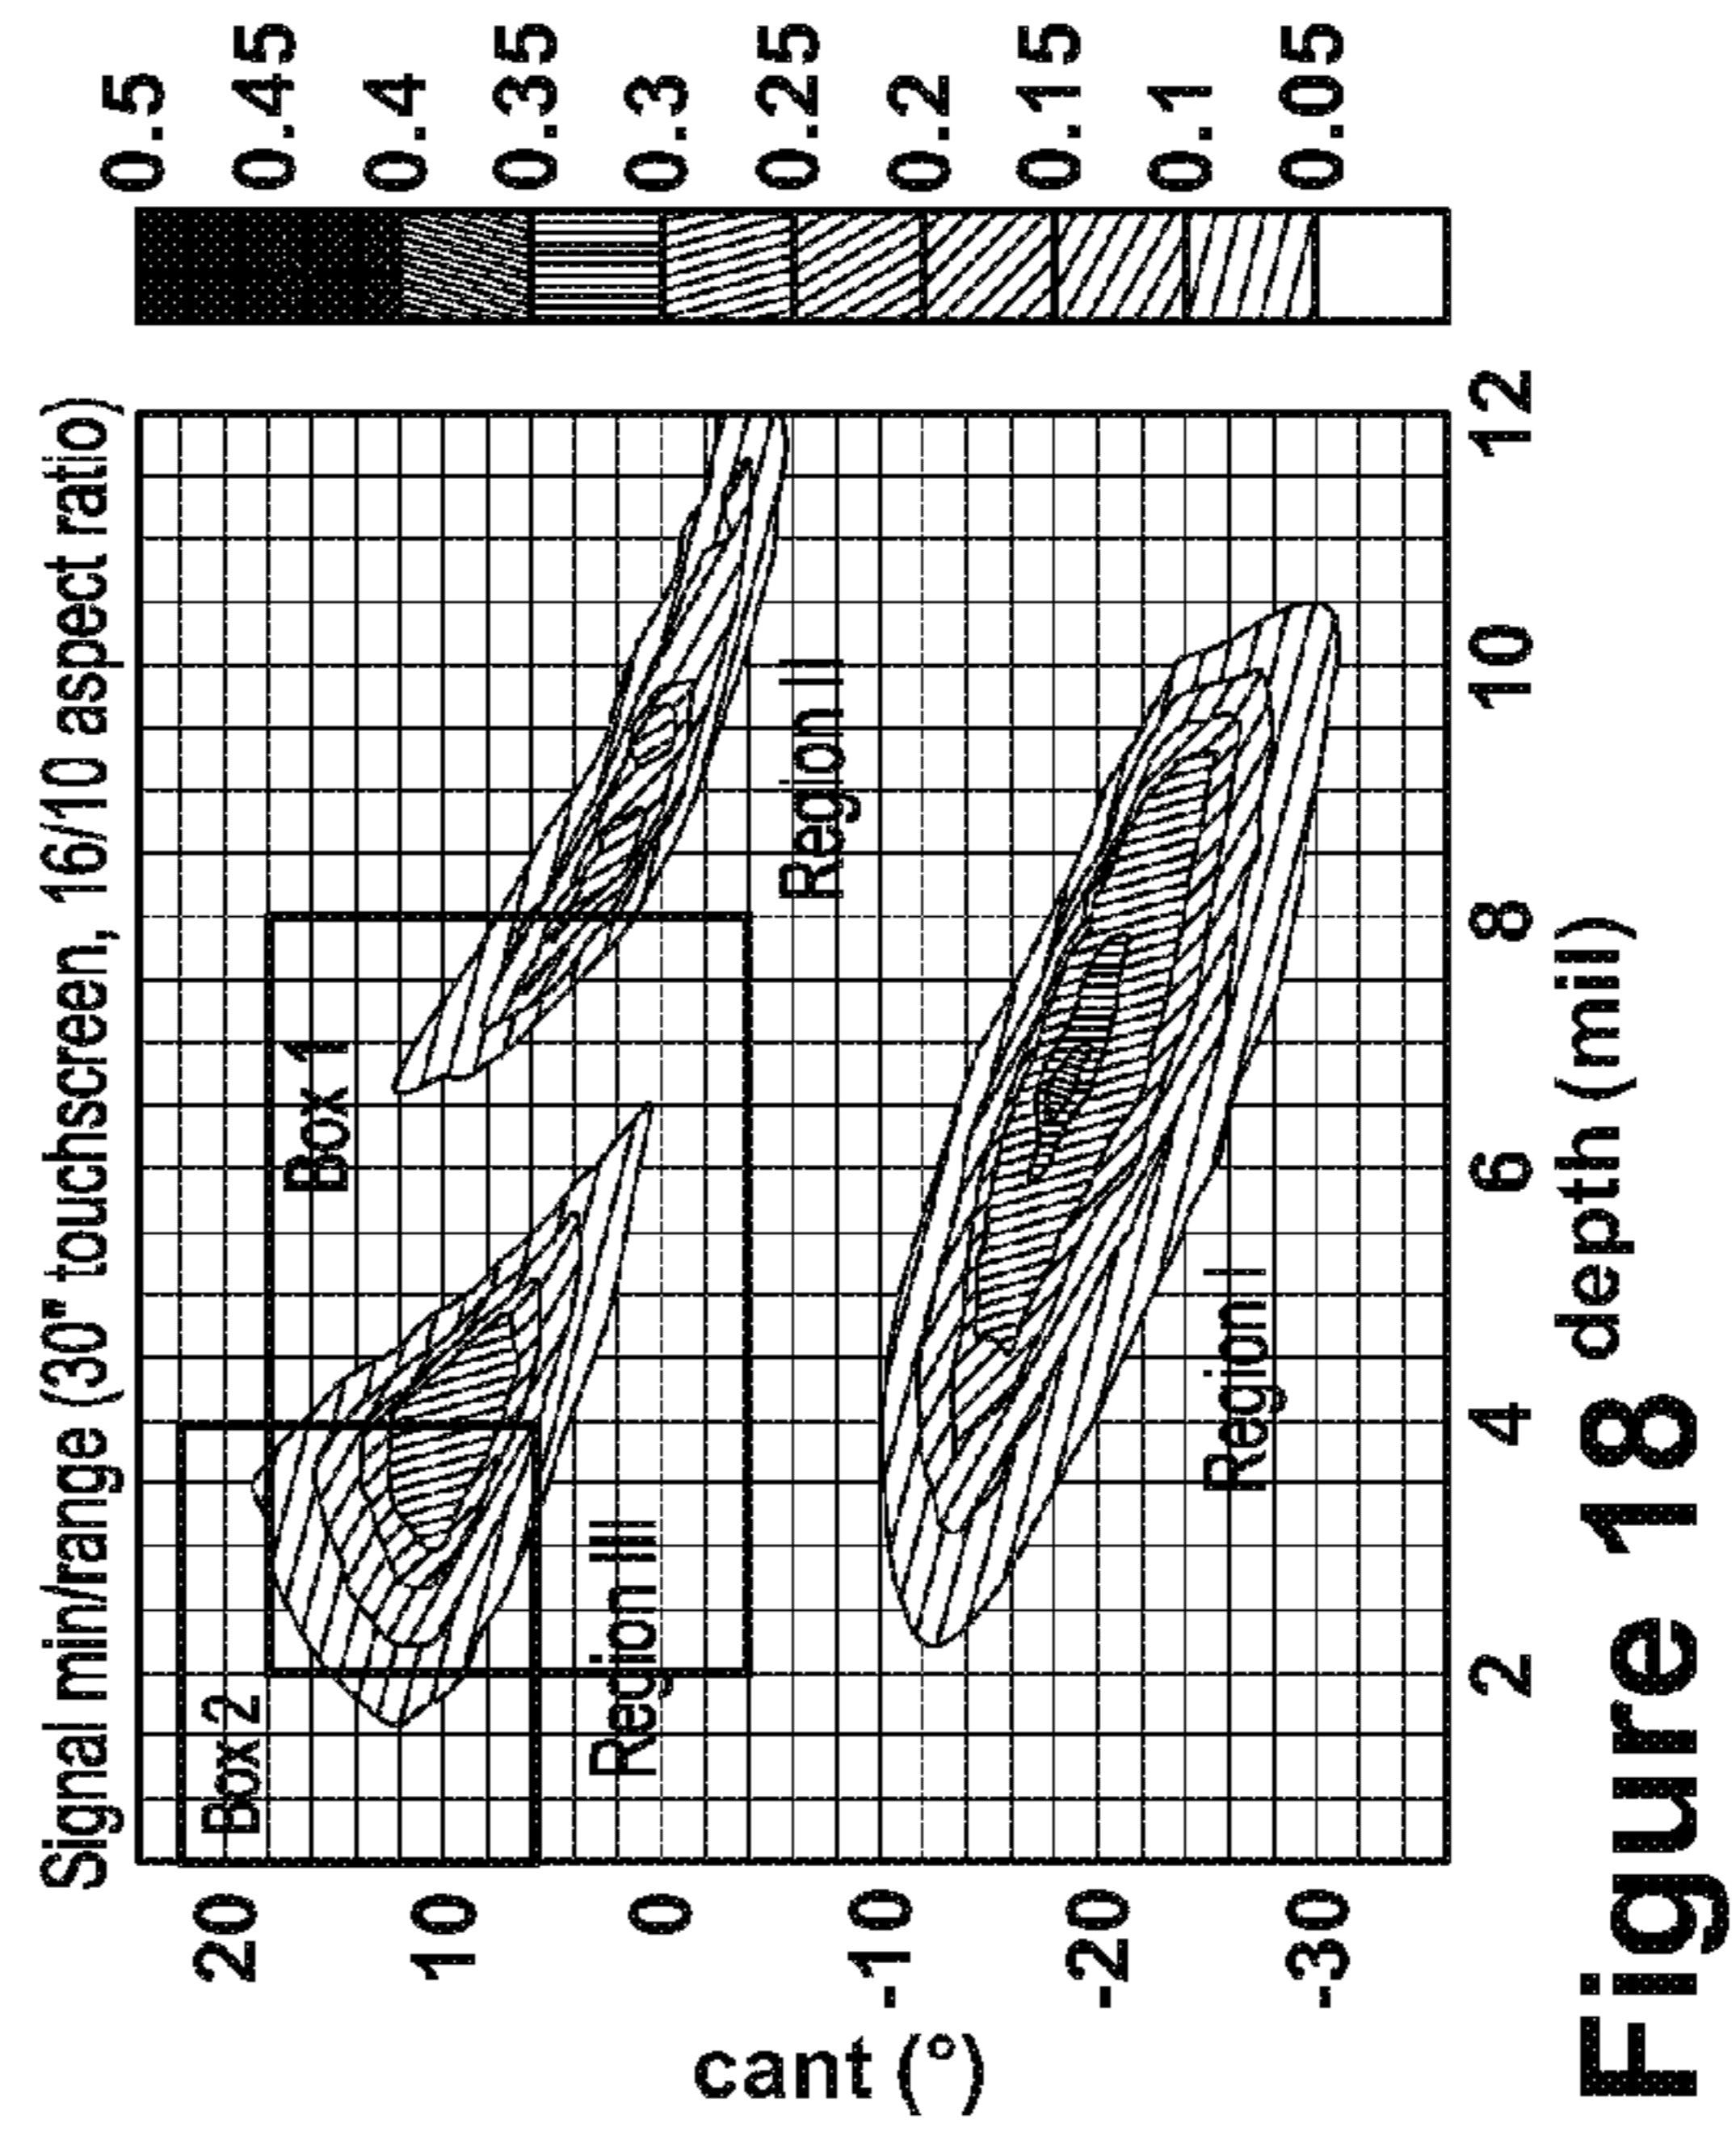 Signal min/range (30" touchscreen, 16/10 aspect ratio)
cant (°)
20
10
0
-10
-20
-30
Box 2
Box 1
Region III
Region II
Region I
2
4
6
8
10
12
depth (mil)
0.5
0.45
0.4
0.35
0.3
0.25
0.2
0.15
0.1
0.05
Figure 18